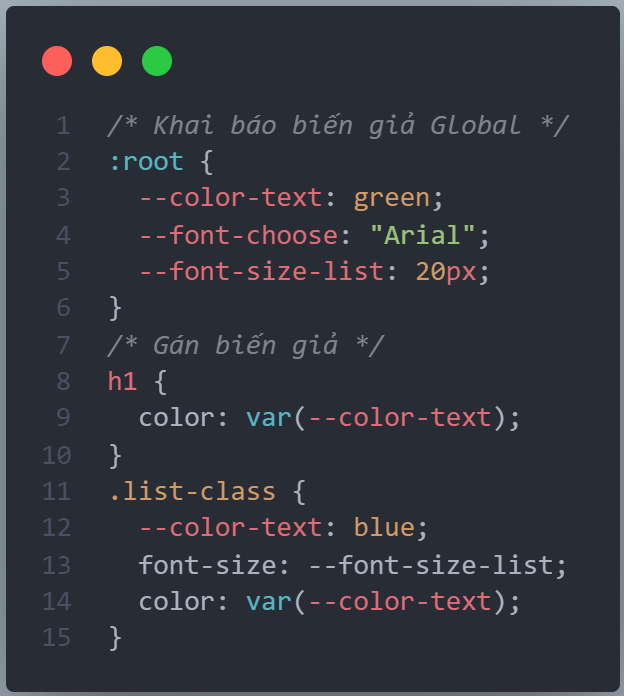 1 /* Khai báo biến giả Global */
2 :root {
3   --color-text: green;
4   --font-choose: "Arial";
5   --font-size-list: 20px;
6 }
7 /* Gán biến giả */
8 h1 {
9   color: var(--color-text);
10 }
11 .list-class {
12   --color-text: blue;
13   font-size: --font-size-list;
14   color: var(--color-text);
15 }